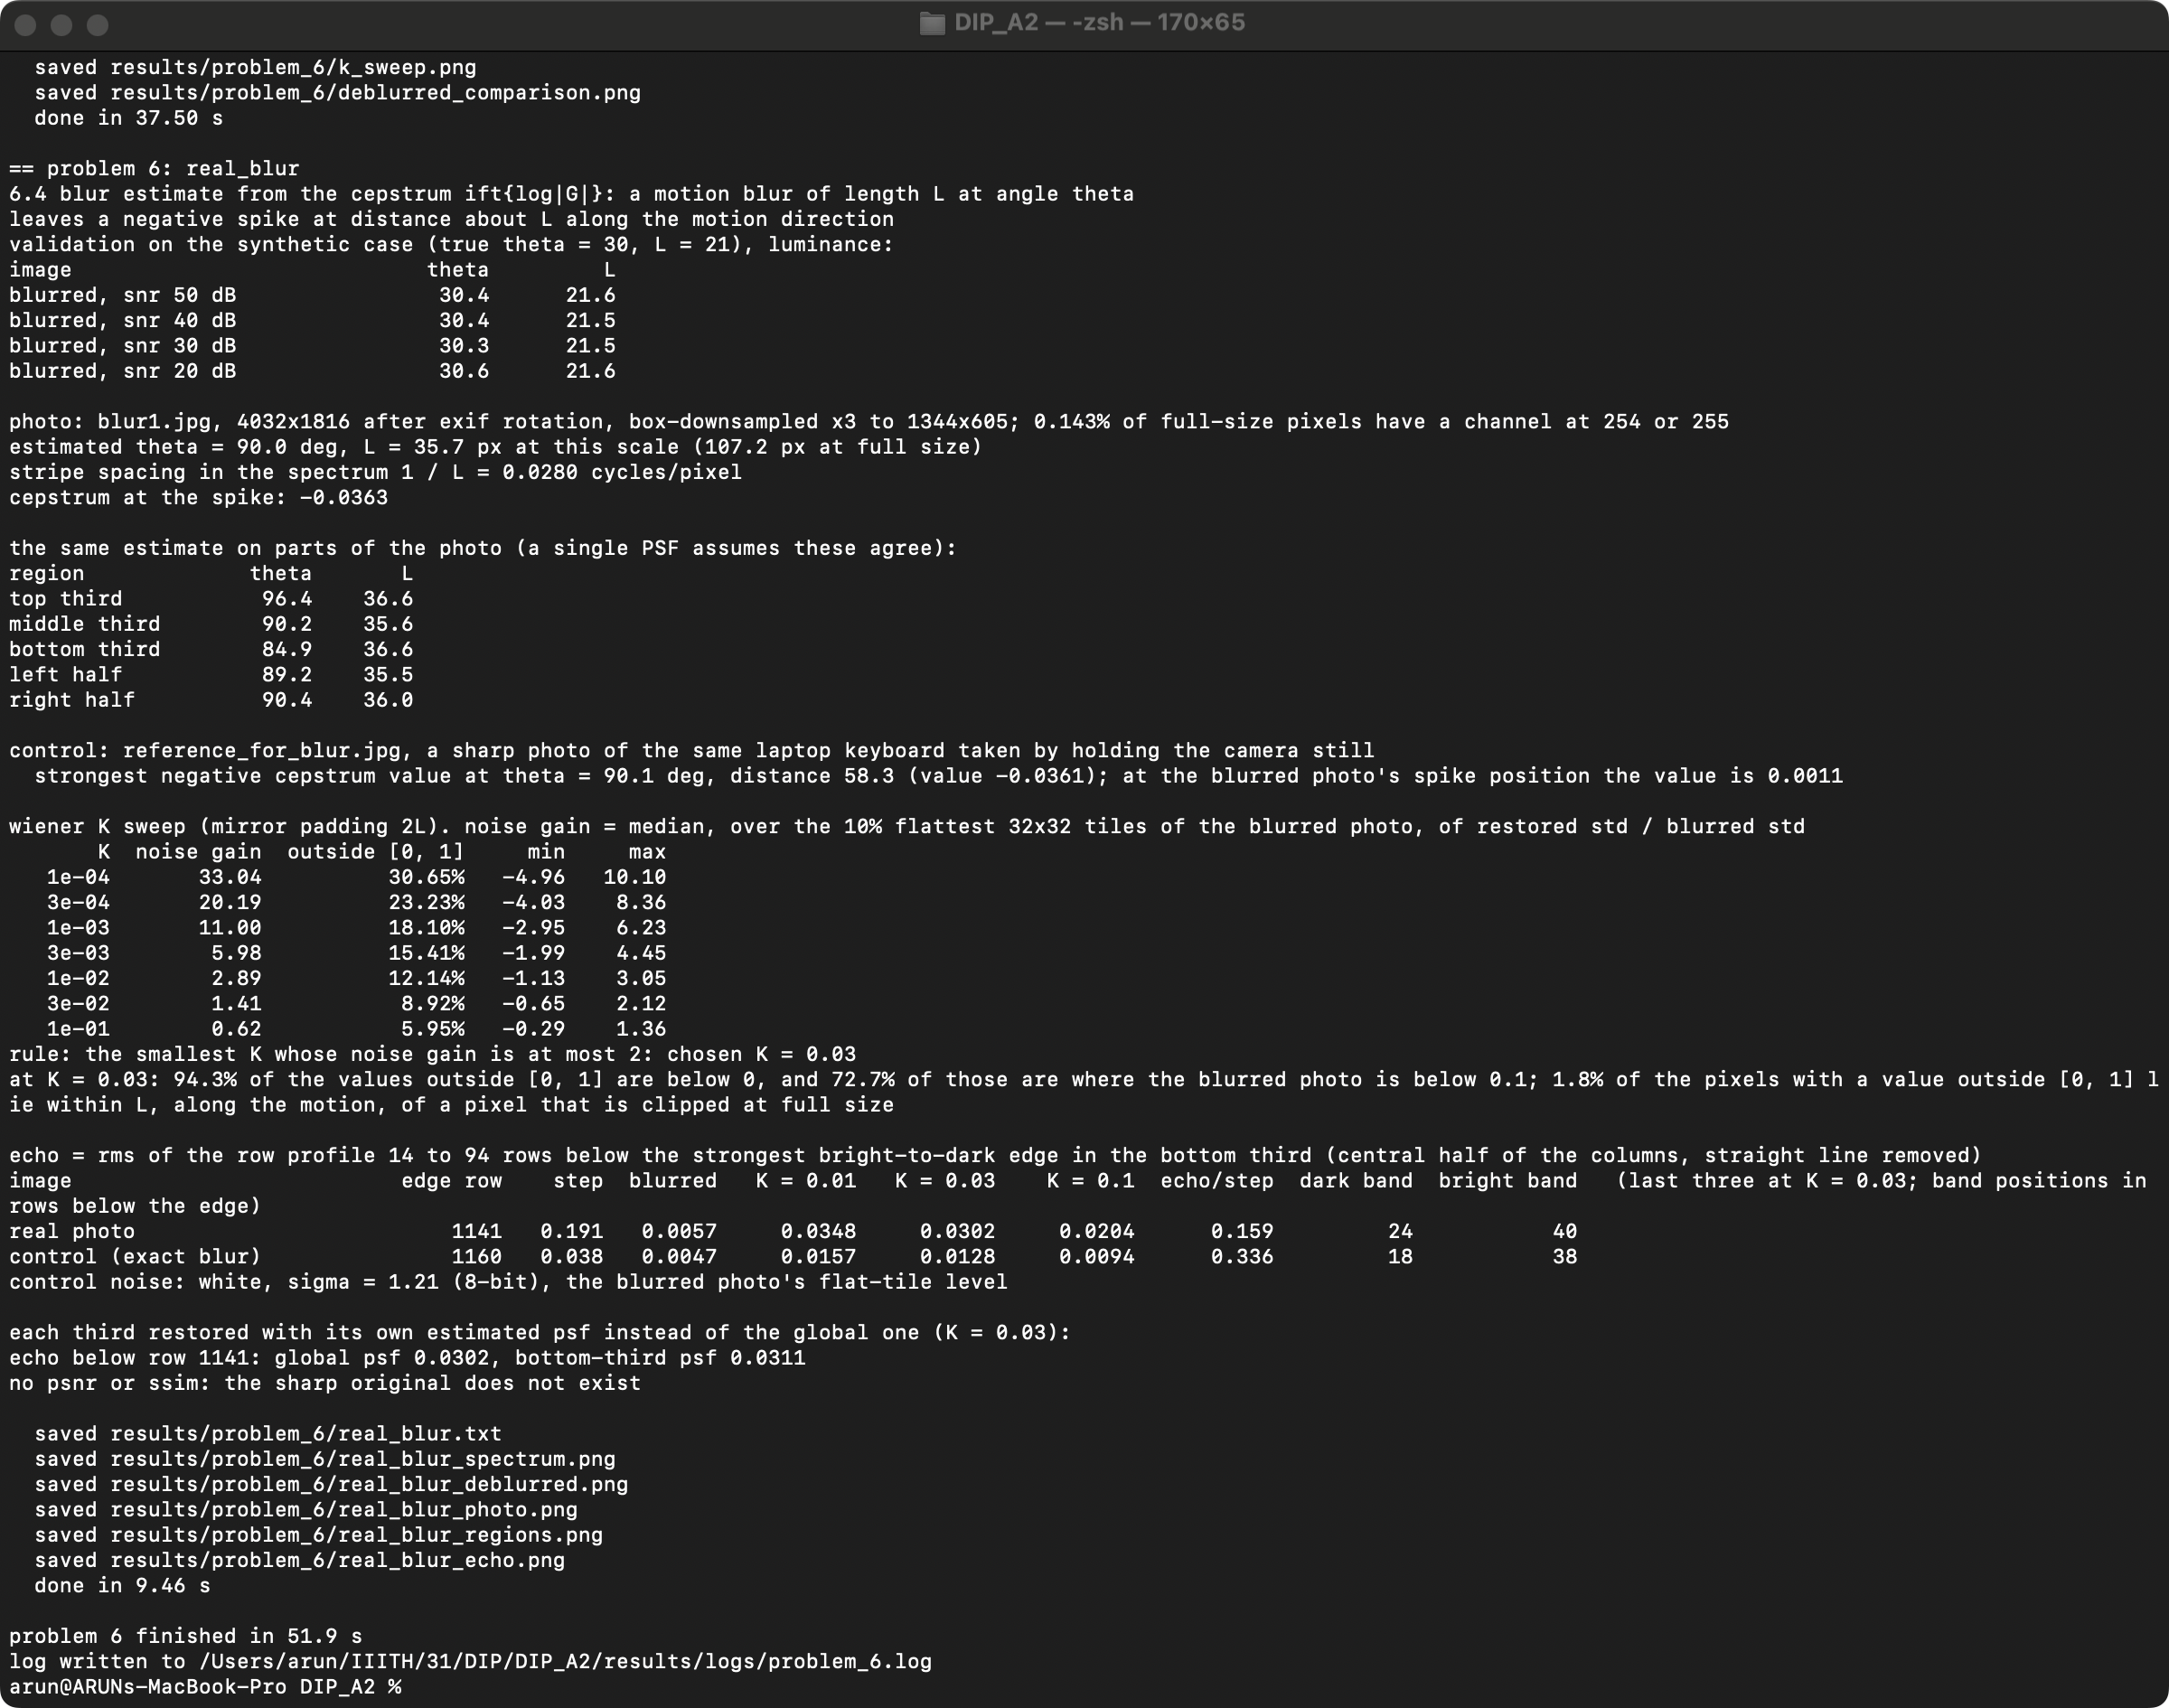 DIP_A2 — -zsh — 170×65
saved results/problem_6/k_sweep.png
saved results/problem_6/deblurred_comparison.png
done in 37.50 s
== problem 6: real_blur
6.4 blur estimate from the cepstrum ift{log|G|}: a motion blur of length L at angle theta
leaves a negative spike at distance about L along the motion direction
validation on the synthetic case (true theta = 30, L = 21), luminance:
image theta L
blurred, snr 50 dB 30.4 21.6
blurred, snr 40 dB 30.4 21.5
blurred, snr 30 dB 30.3 21.5
blurred, snr 20 dB 30.6 21.6
photo: blur1.jpg, 4032x1816 after exif rotation, box-downsampled x3 to 1344x605; 0.143% of full-size pixels have a channel at 254 or 255
estimated theta = 90.0 deg, L = 35.7 px at this scale (107.2 px at full size)
stripe spacing in the spectrum 1 / L = 0.0280 cycles/pixel
cepstrum at the spike: -0.0363
the same estimate on parts of the photo (a single PSF assumes these agree):
region theta L
top third 96.4 36.6
middle third 90.2 35.6
bottom third 84.9 36.6
left half 89.2 35.5
right half 90.4 36.0
control: reference_for_blur.jpg, a sharp photo of the same laptop keyboard taken by holding the camera still
strongest negative cepstrum value at theta = 90.1 deg, distance 58.3 (value -0.0361); at the blurred photo's spike position the value is 0.0011
wiener K sweep (mirror padding 2L). noise gain = median, over the 10% flattest 32x32 tiles of the blurred photo, of restored std / blurred std
K noise gain outside [0, 1] min max
1e-04 33.04 30.65% -4.96 10.10
3e-04 20.19 23.23% -4.03 8.36
1e-03 11.00 18.10% -2.95 6.23
3e-03 5.98 15.41% -1.99 4.45
1e-02 2.89 12.14% -1.13 3.05
3e-02 1.41 8.92% -0.65 2.12
1e-01 0.62 5.95% -0.29 1.36
rule: the smallest K whose noise gain is at most 2: chosen K = 0.03
at K = 0.03: 94.3% of the values outside [0, 1] are below 0, and 72.7% of those are where the blurred photo is below 0.1; 1.8% of the pixels with a value outside [0, 1] l
ie within L, along the motion, of a pixel that is clipped at full size
echo = rms of the row profile 14 to 94 rows below the strongest bright-to-dark edge in the bottom third (central half of the columns, straight line removed)
image edge row step blurred K = 0.01 K = 0.03 K = 0.1 echo/step dark band bright band (last three at K = 0.03; band positions in
rows below the edge)
real photo 1141 0.191 0.0057 0.0348 0.0302 0.0204 0.159 24 40
control (exact blur) 1160 0.038 0.0047 0.0157 0.0128 0.0094 0.336 18 38
control noise: white, sigma = 1.21 (8-bit), the blurred photo's flat-tile level
each third restored with its own estimated psf instead of the global one (K = 0.03):
echo below row 1141: global psf 0.0302, bottom-third psf 0.0311
no psnr or ssim: the sharp original does not exist
saved results/problem_6/real_blur.txt
saved results/problem_6/real_blur_spectrum.png
saved results/problem_6/real_blur_deblurred.png
saved results/problem_6/real_blur_photo.png
saved results/problem_6/real_blur_regions.png
saved results/problem_6/real_blur_echo.png
done in 9.46 s
problem 6 finished in 51.9 s
log written to /Users/arun/IIITH/31/DIP/DIP_A2/results/logs/problem_6.log
arun@ARUNs-MacBook-Pro DIP_A2 %